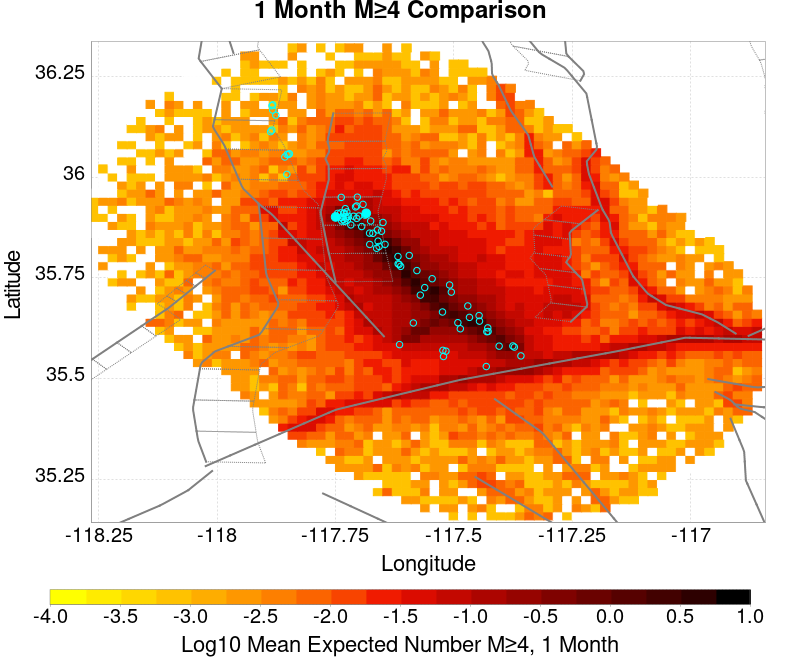 1 Month M≥4 Comparison
36.25
36
35.75
35.5
35.25
Latitude
-118.25 -118 -117.75 -117.5 -117.25 -117
Longitude
-4.0 -3.5 -3.0 -2.5 -2.0 -1.5 -1.0 -0.5 0.0 0.5 1.0
Log10 Mean Expected Number M≥4, 1 Month